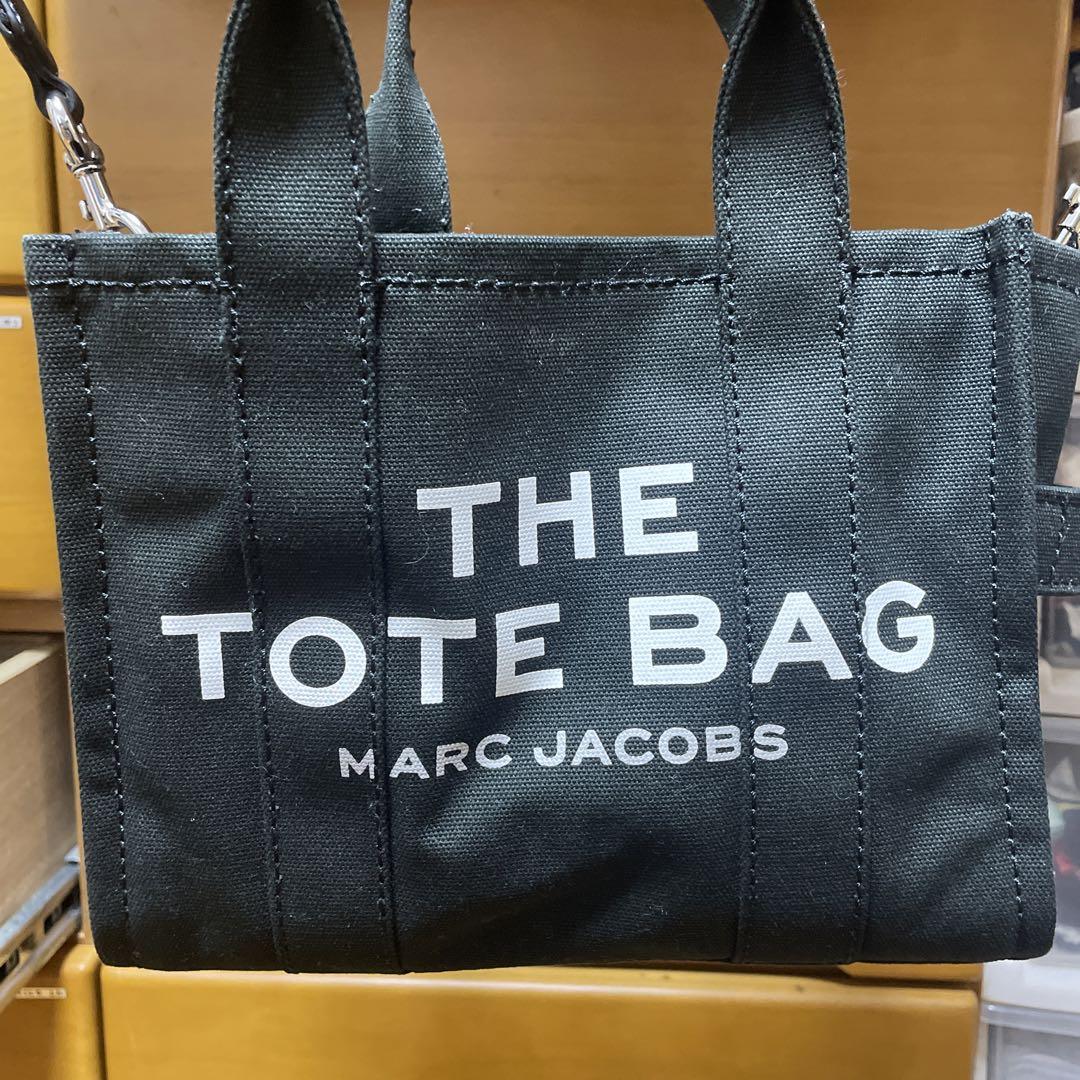 THE
TOTE BAG
MARC JACOBS